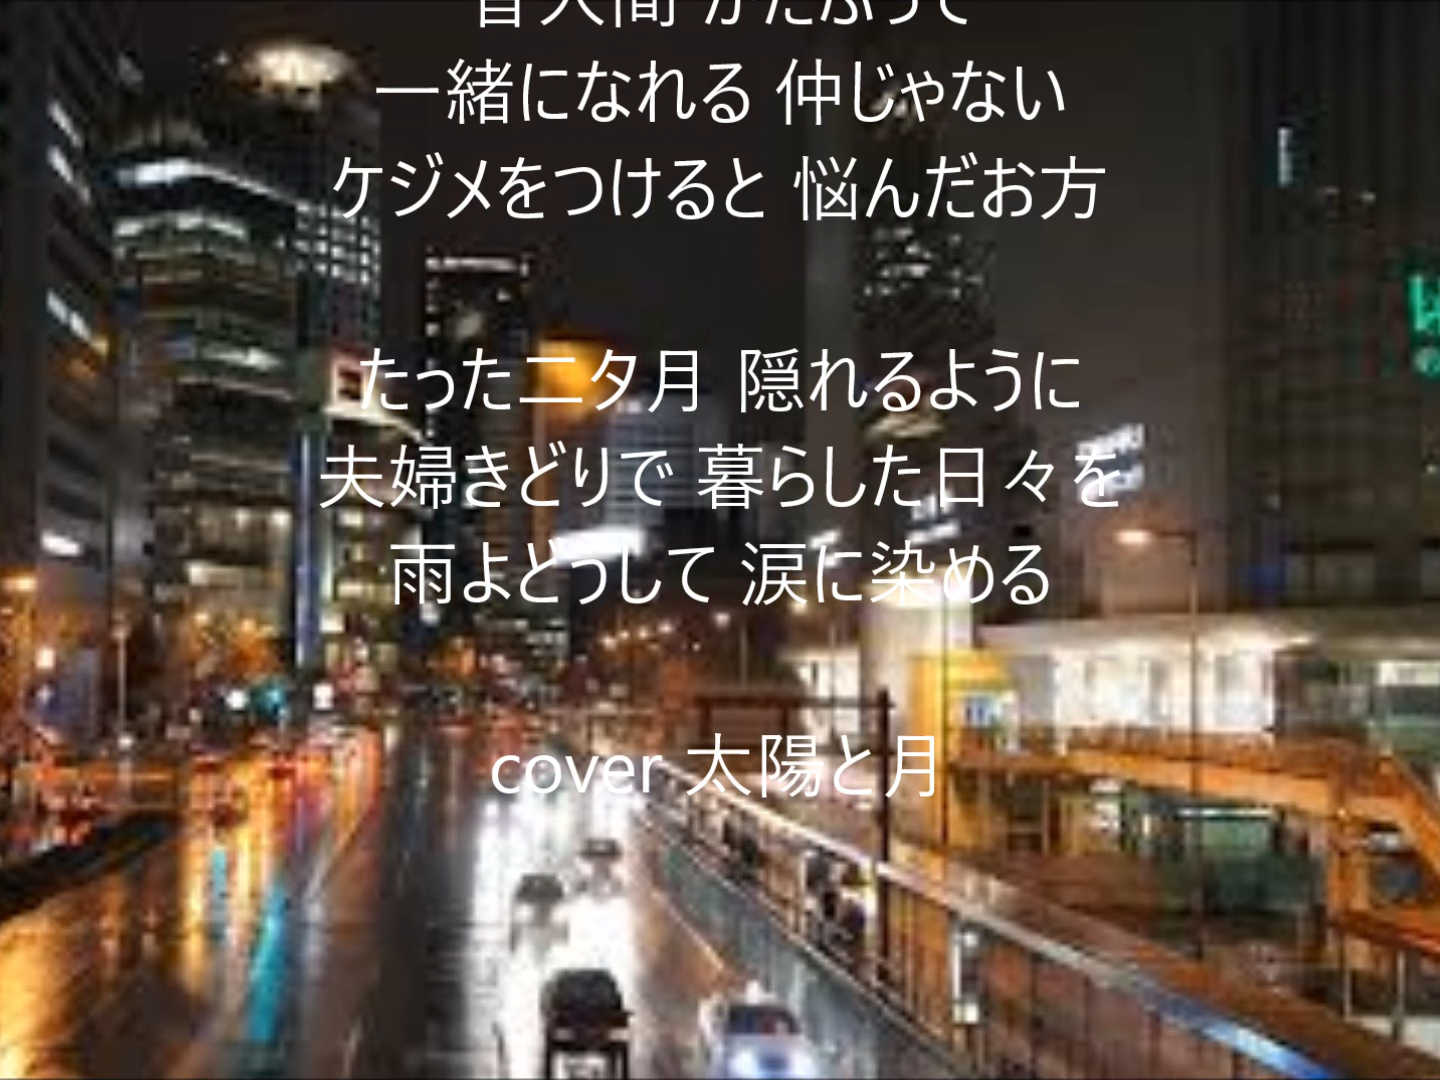 一緒になれる 仲じゃない
ケジメをつけると 悩んだお方
たった二タ月 隠れるように
夫婦きどりで 暮らした日々を
雨よどうして 涙に染める
cover 太陽と月